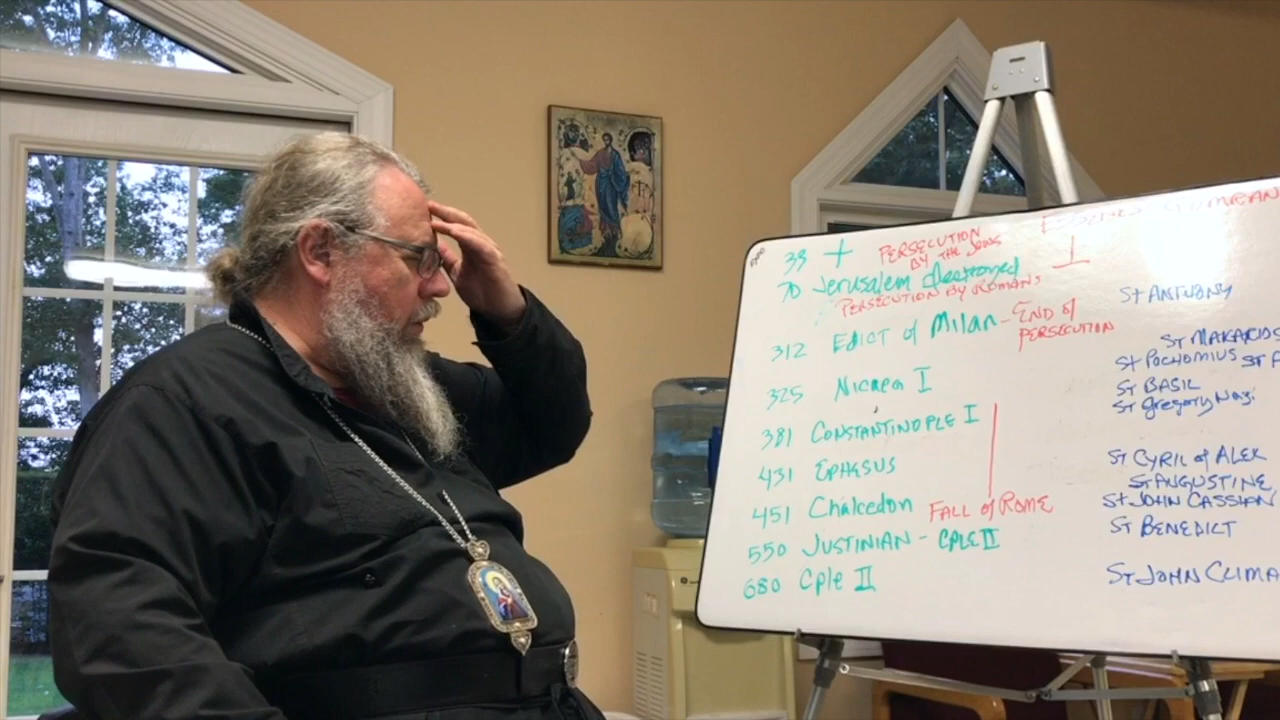 ESSENES QUMRAN
33 + PERSECUTION
BY THE JEWS
70 Jerusalem destroyed
PERSECUTION BY ROMANS
312 EDICT of Milan - END of
PERSECUTION
325 Nicaea I
381 CONSTANTINOPLE I
431 EPHESUS
451 Chalcedon FALL of ROME
550 JUSTINIAN - CPLE II
680 Cple II
St ANTHONY
St MAKARIOS
St POCHOMIUS St
St BASIL
St Gregory Nazi
St CYRIL of ALEX
St AUGUSTINE
St JOHN CASSIAN
St BENEDICT
St JOHN CLIMA